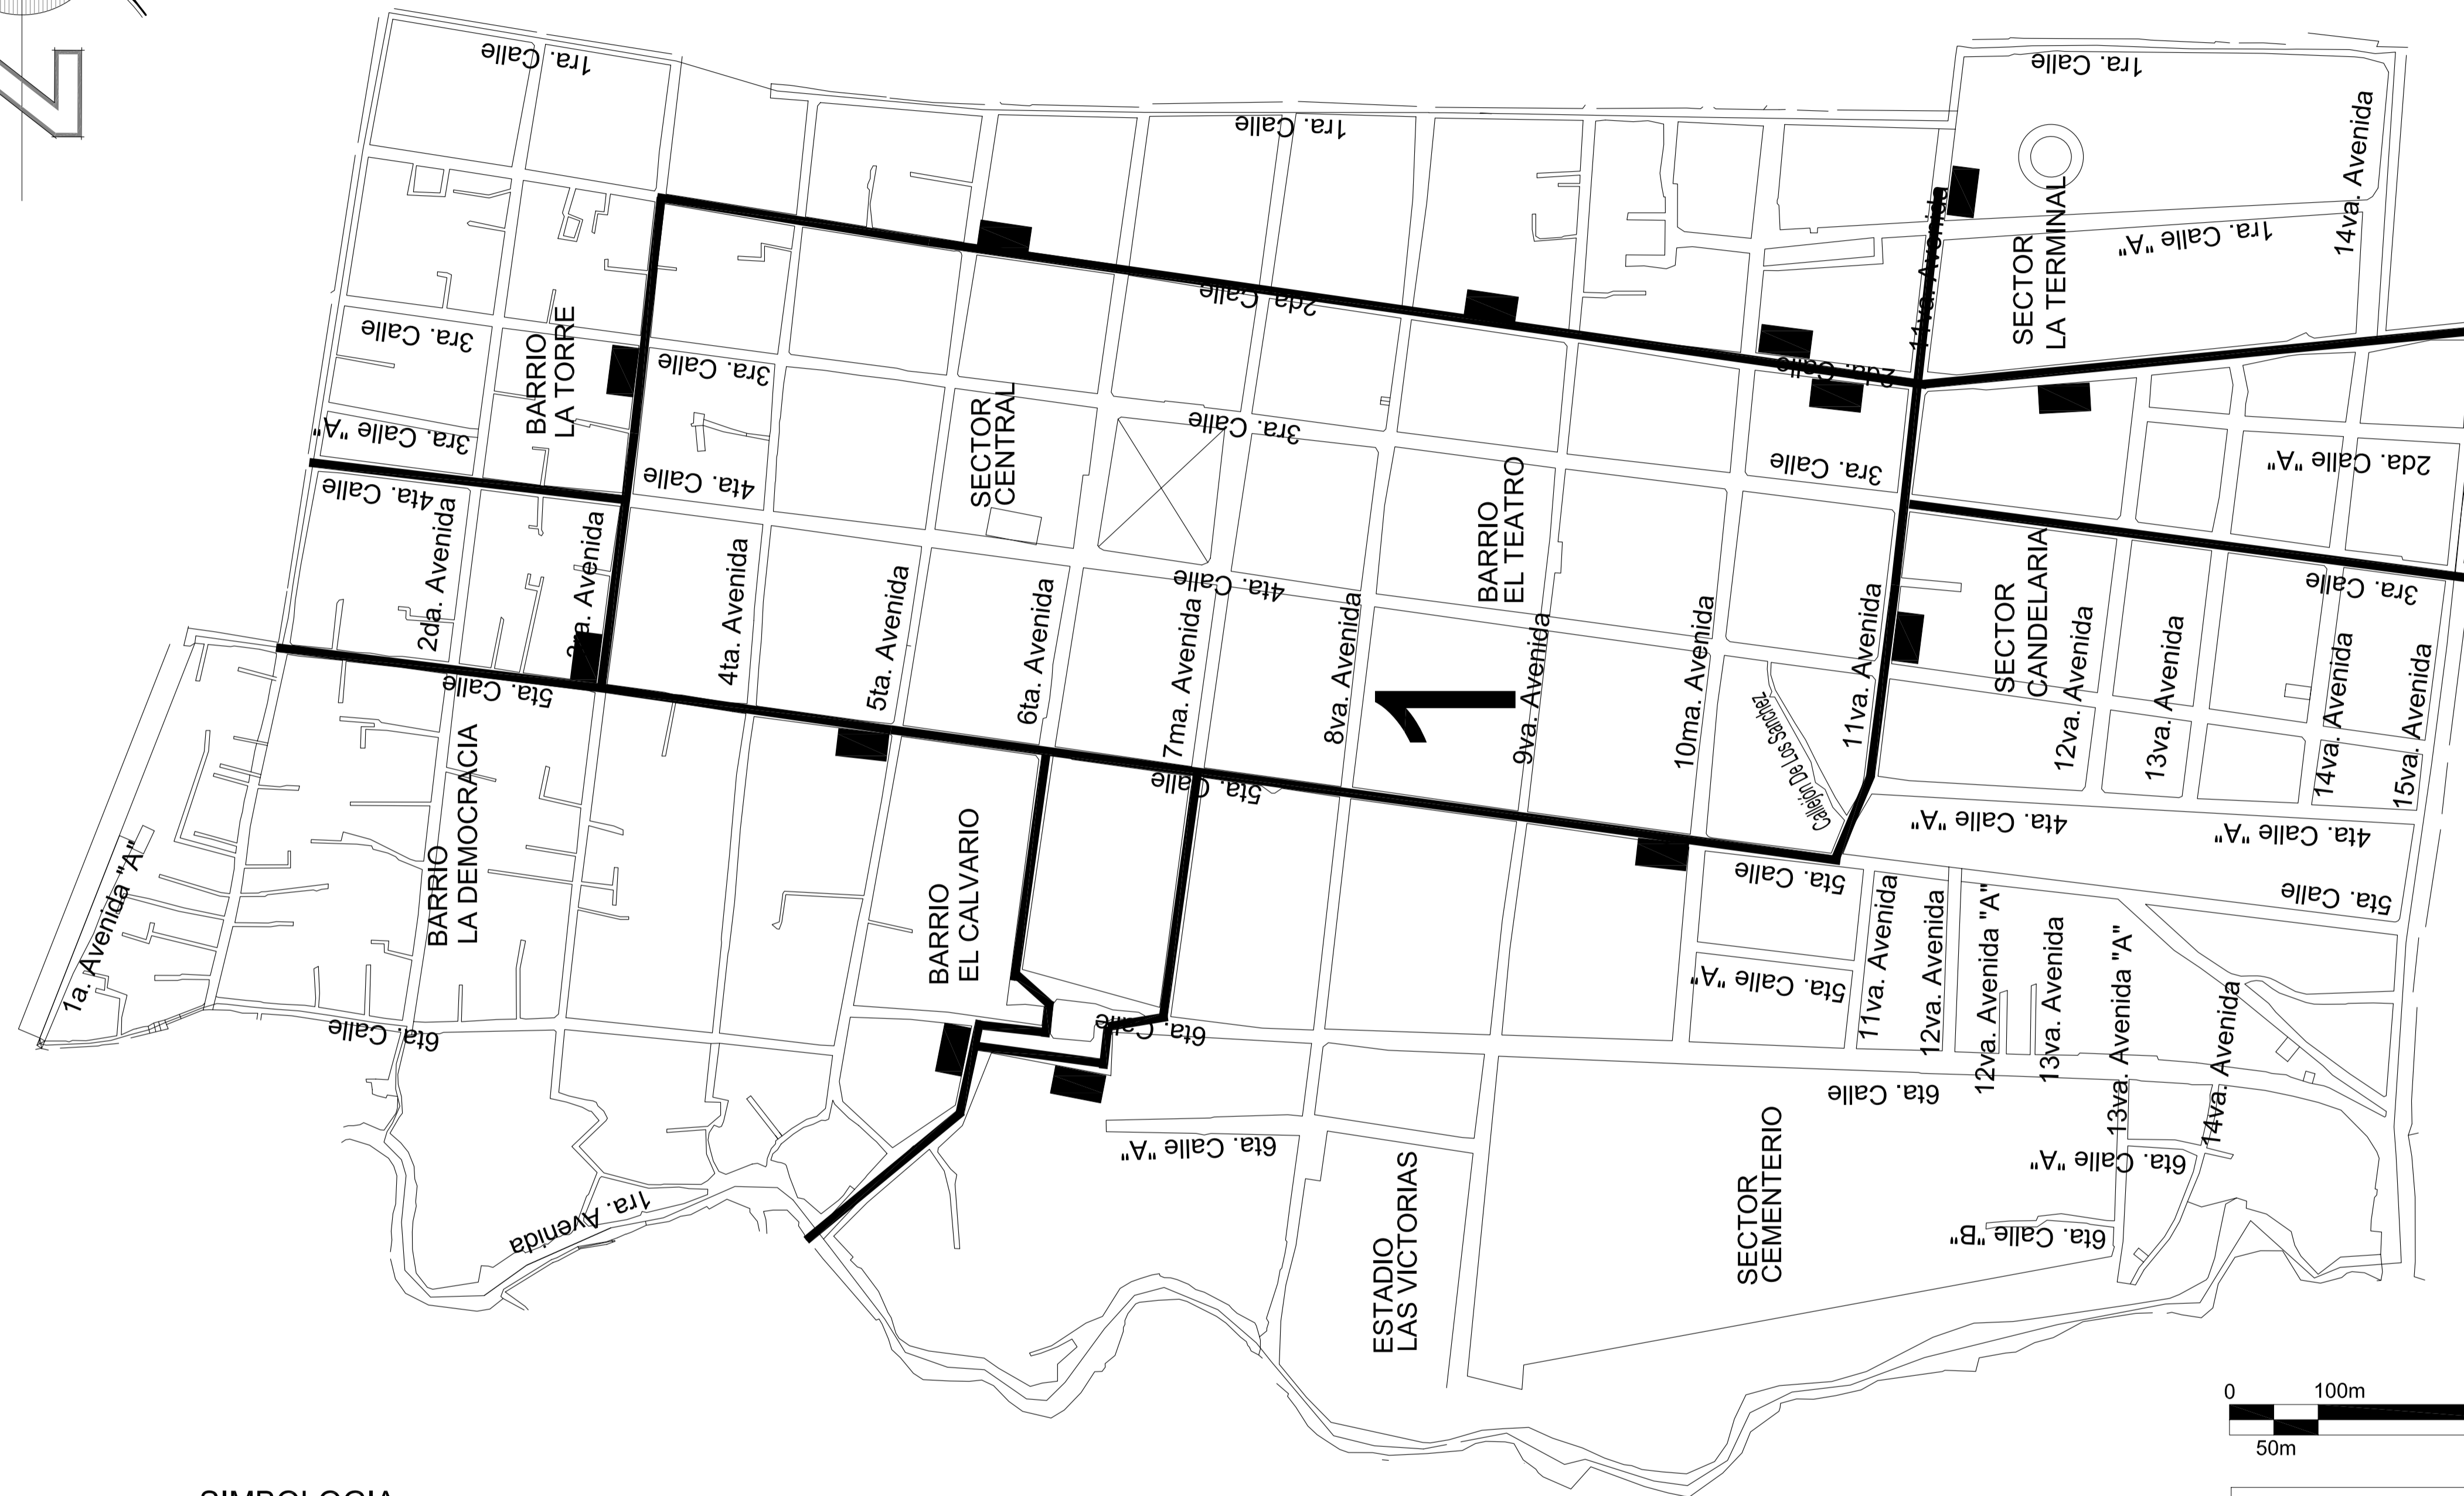 1ra. Calle
1ra. Calle
1ra. Calle
14va. Avenida
1ra. Calle "A"
11va. Avenida
SECTOR
LA TERMINAL
2da. Calle
2da. Calle
3ra. Calle
BARRIO
LA TORRE
3ra. Calle
3ra. Calle "A"
SECTOR
CENTRAL
3ra. Calle
3ra. Calle
2da. Calle "A"
4ta. Calle
4ta. Calle
2da. Avenida
3ra. Avenida
4ta. Avenida
5ta. Avenida
6ta. Avenida
7ma. Avenida
4ta. Calle
8va. Avenida
BARRIO
EL TEATRO
9va. Avenida
10ma. Avenida
11va. Avenida
SECTOR
CANDELARIA
12va. Avenida
13va. Avenida
3ra. Calle
14va. Avenida
15va. Avenida
5ta. Calle
1
Callejón De Los Sanchez
BARRIO
LA DEMOCRACIA
5ta. Calle
BARRIO
EL CALVARIO
4ta. Calle "A"
4ta. Calle "A"
5ta. Calle
5ta. Calle
1a. Avenida "A"
5ta. Calle "A"
11va. Avenida
12va. Avenida
12va. Avenida "A"
13va. Avenida
13va. Avenida "A"
14va. Avenida
6ta. Calle
6ta. Calle
6ta. Calle
6ta. Calle "A"
6ta. Calle "A"
1ra. Avenida
ESTADIO
LAS VICTORIAS
SECTOR
CEMENTERIO
6ta. Calle "B"
0
100m
50m
SIMBOLOGIA